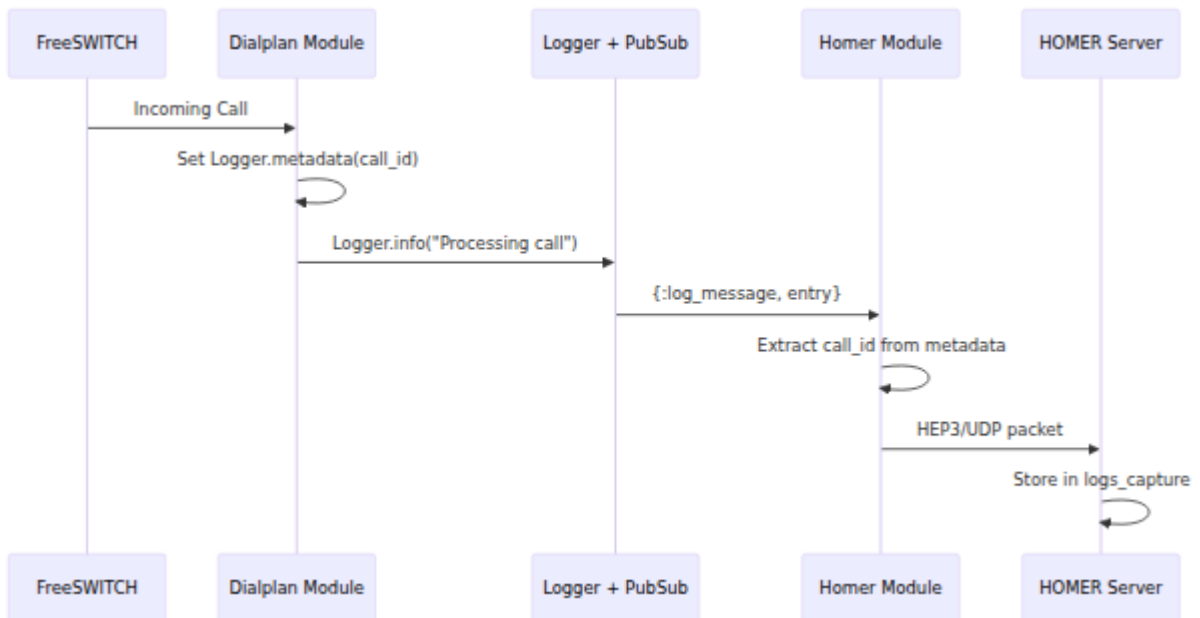 FreeSWITCH
Dialplan Module
Logger + PubSub
Homer Module
HOMER Server
Incoming Call
Set Logger.metadata(call_id)
Logger.info("Processing call")
{:log_message, entry}
Extract call_id from metadata
HEP3/UDP packet
Store in logs_capture
FreeSWITCH
Dialplan Module
Logger + PubSub
Homer Module
HOMER Server